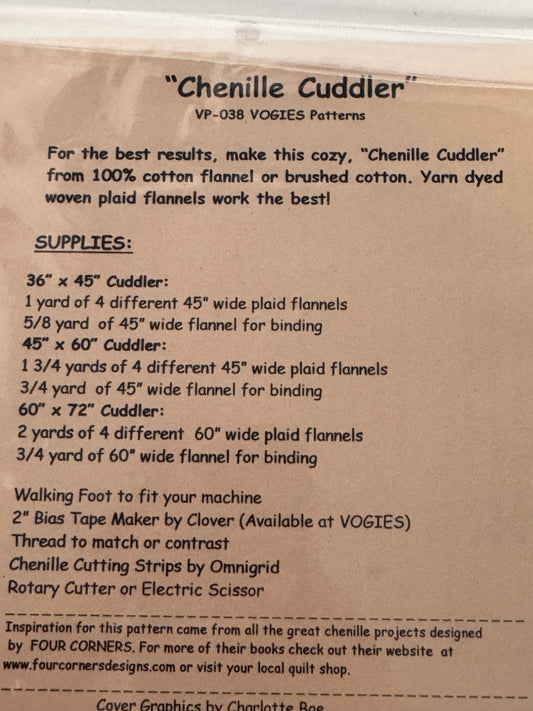 "Chenille Cuddler"
VP-038 VOGIES Patterns
For the best results, make this cozy, "Chenille Cuddler"
from 100% cotton flannel or brushed cotton. Yarn dyed
woven plaid flannels work the best!
SUPPLIES:
36" x 45" Cuddler:
1 yard of 4 different 45" wide plaid flannels
5/8 yard of 45" wide flannel for binding
45" x 60" Cuddler:
1 3/4 yards of 4 different 45" wide plaid flannels
3/4 yard of 45" wide flannel for binding
60" x 72" Cuddler:
2 yards of 4 different 60" wide plaid flannels
3/4 yard of 60" wide flannel for binding
Walking Foot to fit your machine
2" Bias Tape Maker by Clover (Available at VOGIES)
Thread to match or contrast
Chenille Cutting Strips by Omnigrid
Rotary Cutter or Electric Scissor
Inspiration for this pattern came from all the great chenille projects designed
by FOUR CORNERS. For more of their books check out their website at
www.fourcornersdesigns.com or visit your local quilt shop.
Cover Graphics by Charlotte